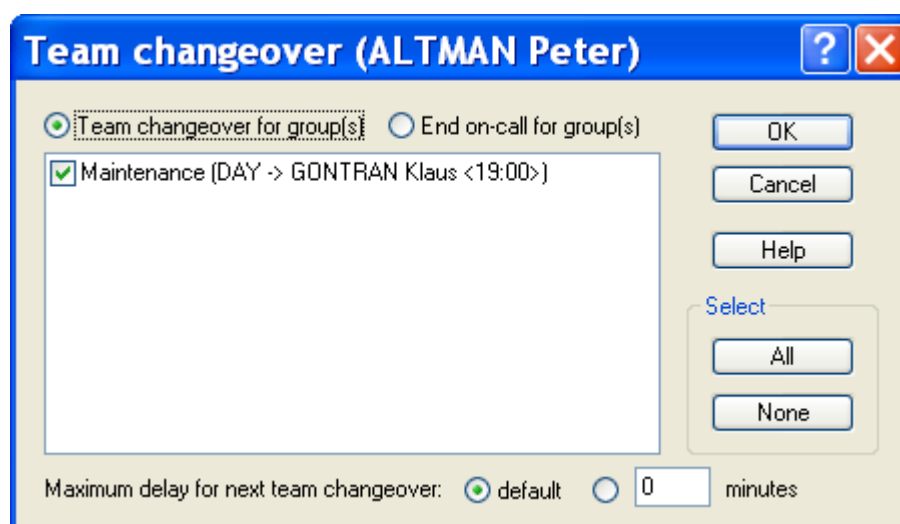 Team changeover (ALTMAN Peter)
Team changeover for group(s) End on-call for group(s)
OK
Maintenance (DAY -> GONTRAN Klaus <19:00>)
Cancel
Help
Select
All
None
Maximum delay for next team changeover: default 0 minutes